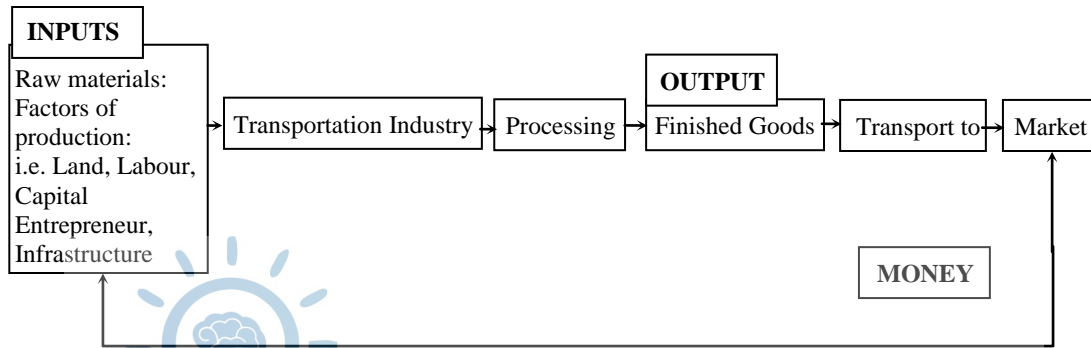 INPUTS
Raw materials:
Factors of
production:
i.e. Land, Labour,
Capital
Entrepreneur,
Infrastructure
Transportation Industry
Processing
OUTPUT
Finished Goods
Transport to
Market
MONEY